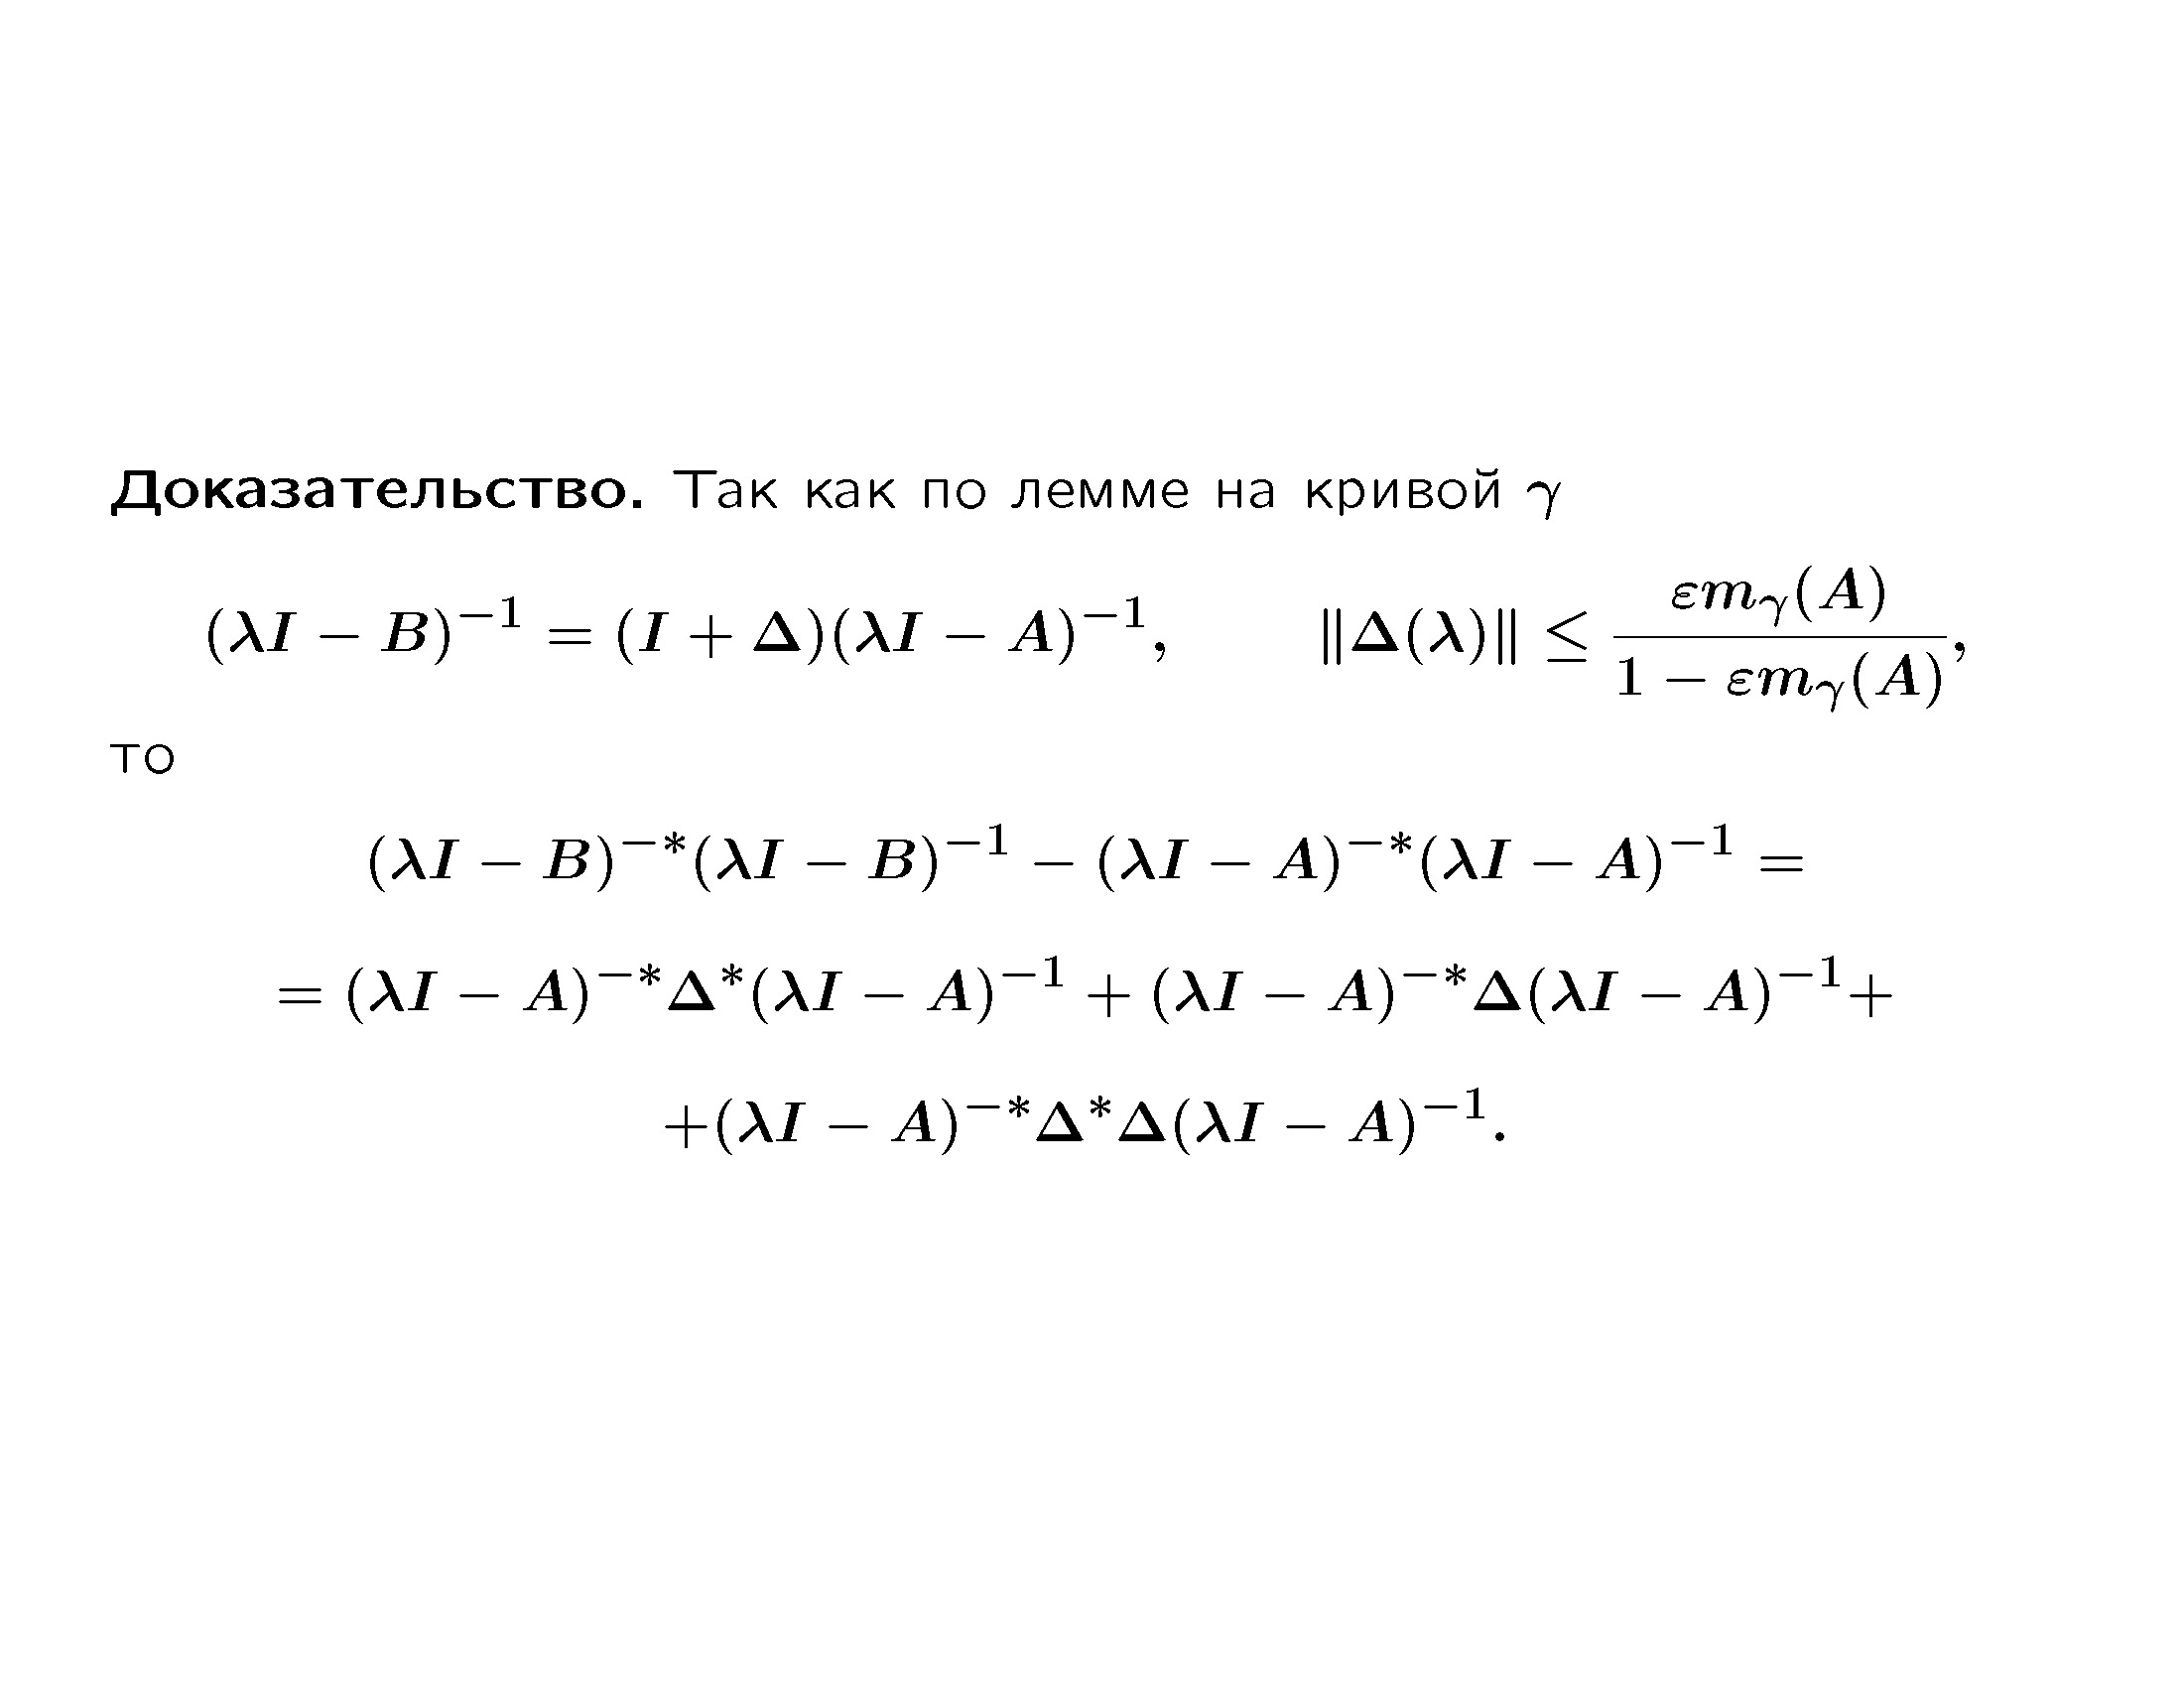 Доказательство. Так как по лемме на кривой γ
(λI − B)⁻¹ = (I + Δ)(λI − A)⁻¹, ‖Δ(λ)‖ ≤ \frac{εm_γ(A)}{1 − εm_γ(A)},
то
(λI − B)^{−*}(λI − B)^{−1} − (λI − A)^{−*}(λI − A)^{−1} =
= (λI − A)^{−*}Δ^*(λI − A)^{−1} + (λI − A)^{−*}Δ(λI − A)^{−1}+
+(λI − A)^{−*}Δ^*Δ(λI − A)^{−1}.